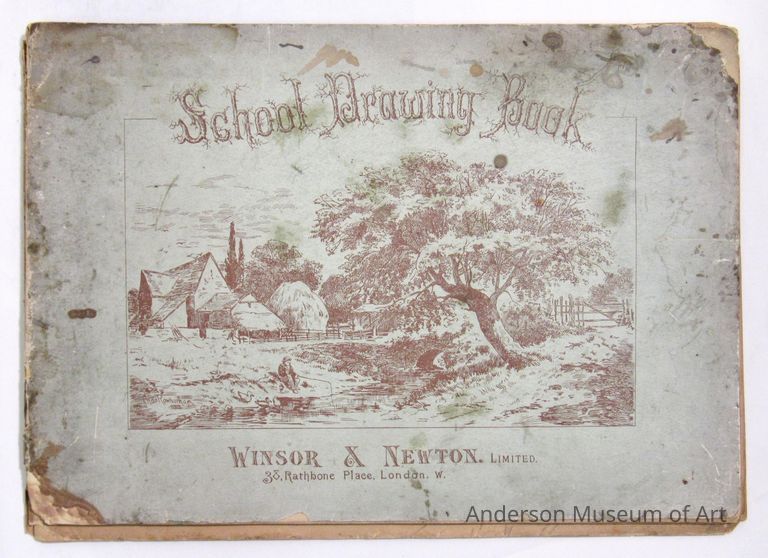 School Drawing Book
WINSOR & NEWTON. LIMITED.
38, Rathbone Place, London. W.
Anderson Museum of Art